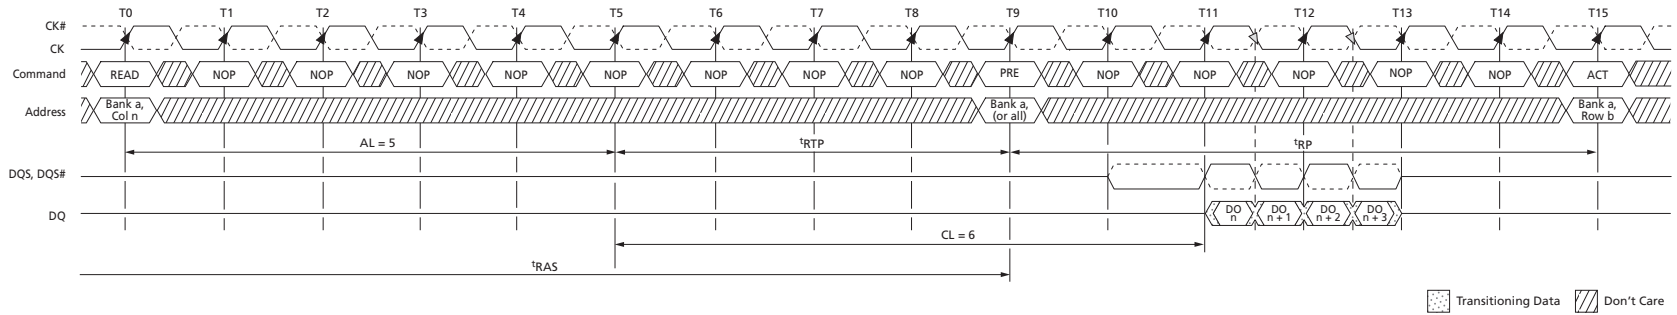 T0 T1 T2 T3 T4 T5 T6 T7 T8 T9 T10 T11 T12 T13 T14 T15
CK#
CK
Command READ NOP NOP NOP NOP NOP NOP NOP NOP PRE NOP NOP NOP NOP NOP ACT
Address Bank a, Col n Bank a, (or all) Bank a, Row b
AL = 5 tRTP tRP
DQS, DQS#
DQ DO n DO n + 1 DO n + 2 DO n + 3
CL = 6
tRAS
Transitioning Data Don't Care